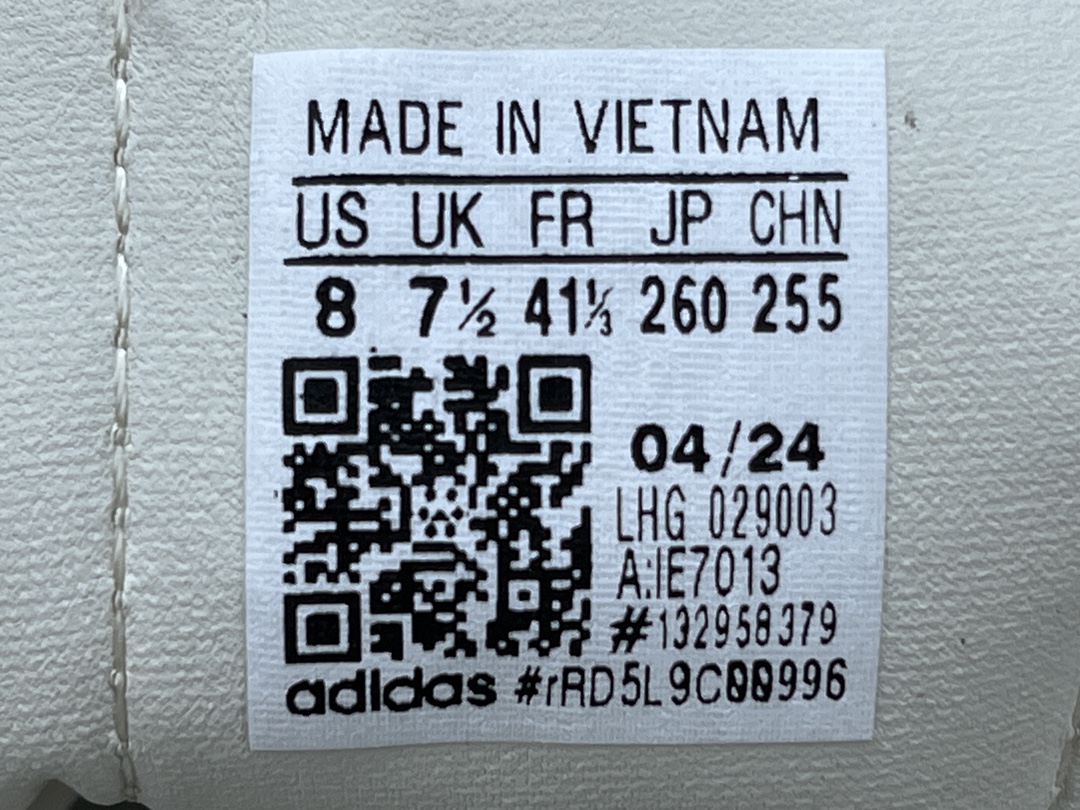 MADE IN VIETNAM
US UK FR JP CHN
8 7½ 41⅓ 260 255
04/24
LHG 029003
A:IE7013
#132958379
adidas #rRD5L9C00996